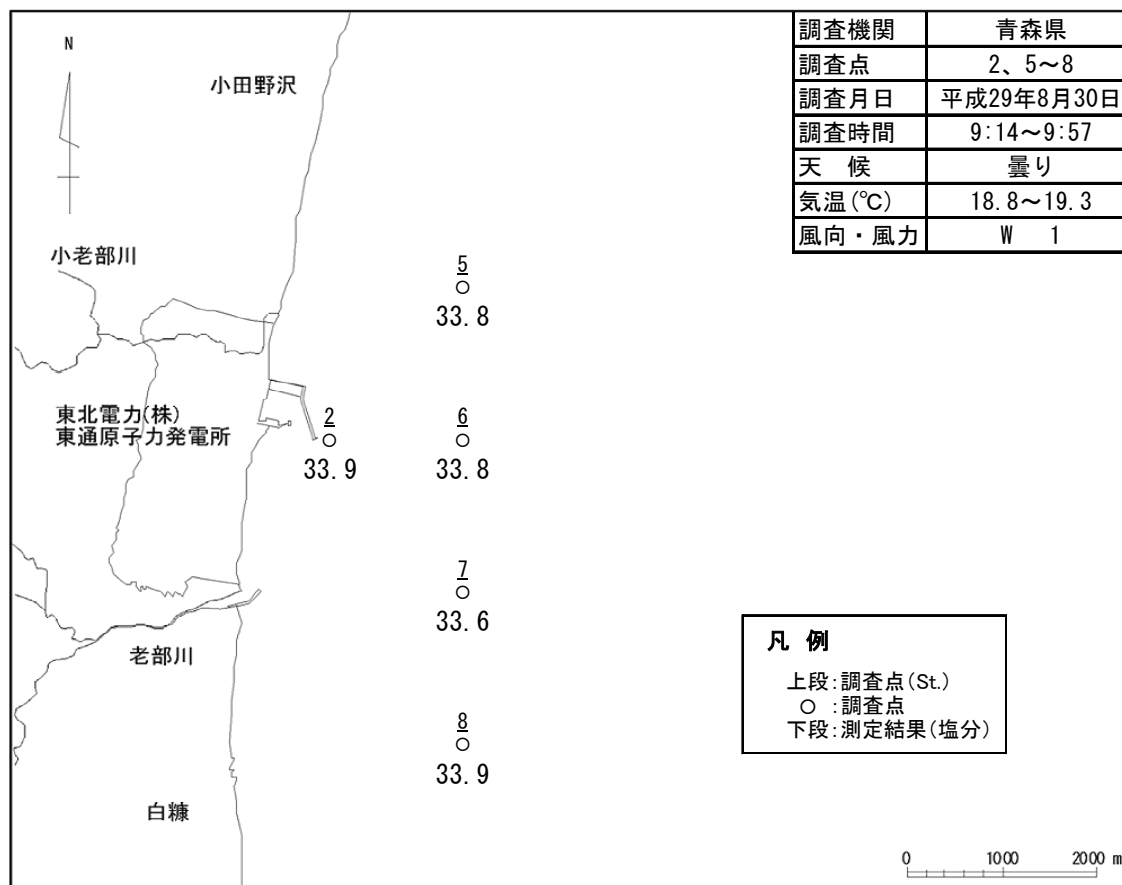 調査機関 青森県
調査点 2、5～8
調査月日 平成29年8月30日
調査時間 9:14～9:57
天 候 曇り
気温(℃) 18.8～19.3
風向・風力 W 1
N
小田野沢
小老部川
5
33.8
東北電力(株)
東通原子力発電所
2
33.9
6
33.8
7
33.6
老部川
8
33.9
白糠
凡 例
上段:調査点(St.)
○ :調査点
下段:測定結果(塩分)
0 1000 2000 m